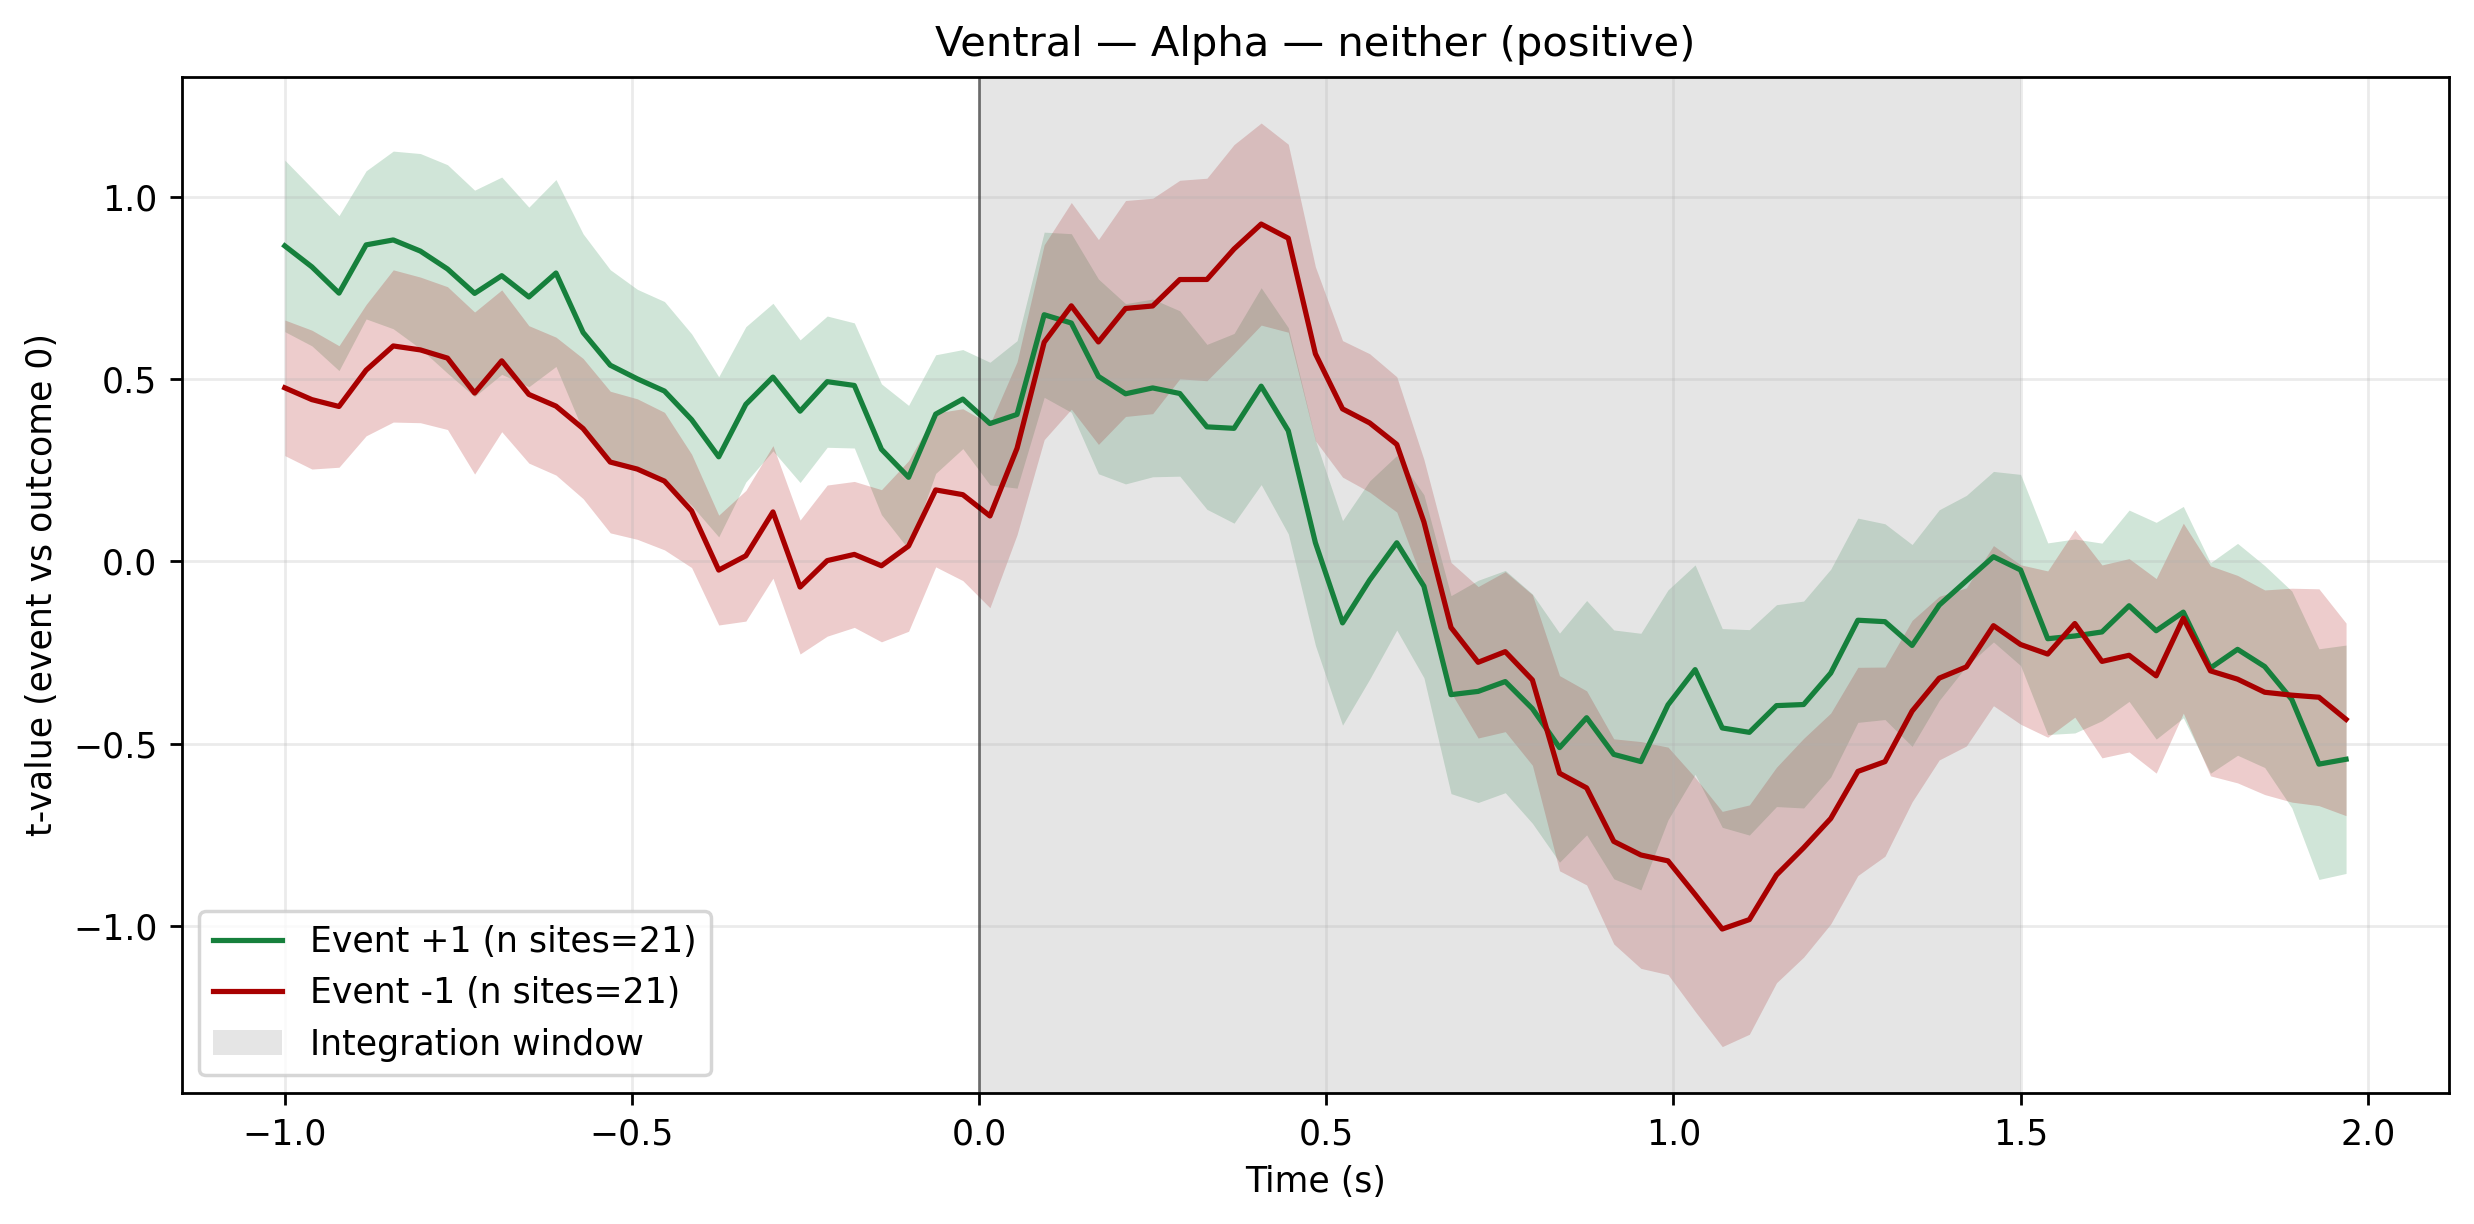 Ventral — Alpha — neither (positive)
t-value (event vs outcome 0)
1.0
0.5
0.0
−0.5
−1.0
Event +1 (n sites=21)
Event -1 (n sites=21)
Integration window
−1.0 −0.5 0.0 0.5 1.0 1.5 2.0
Time (s)